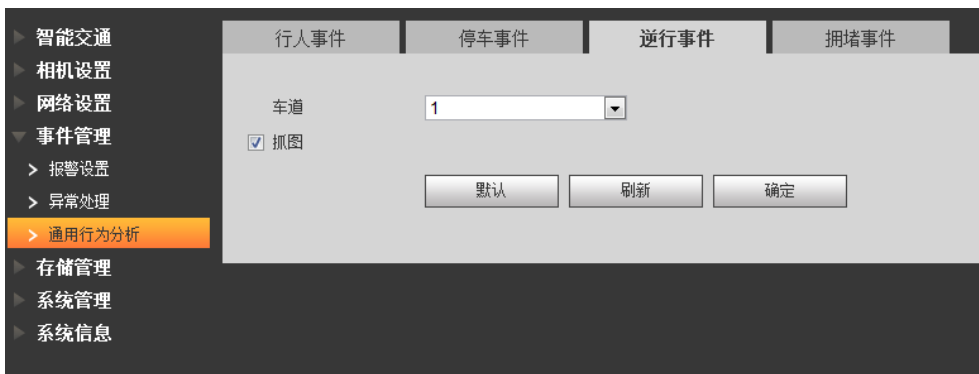 智能交通
相机设置
网络设置
事件管理
报警设置
异常处理
通用行为分析
存储管理
系统管理
系统信息
行人事件 停车事件 逆行事件 拥堵事件
车道 1
抓图
默认 刷新 确定